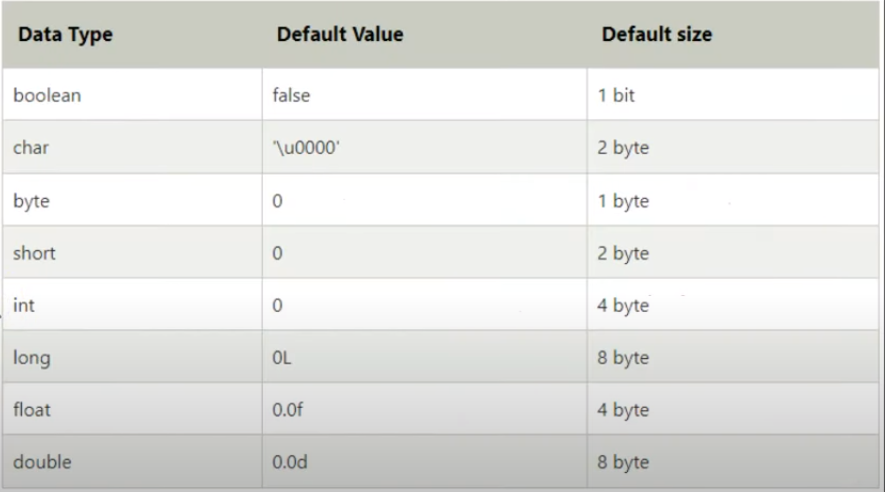 Data Type Default Value Default size
boolean false 1 bit
char '\u0000' 2 byte
byte 0 1 byte
short 0 2 byte
int 0 4 byte
long 0L 8 byte
float 0.0f 4 byte
double 0.0d 8 byte